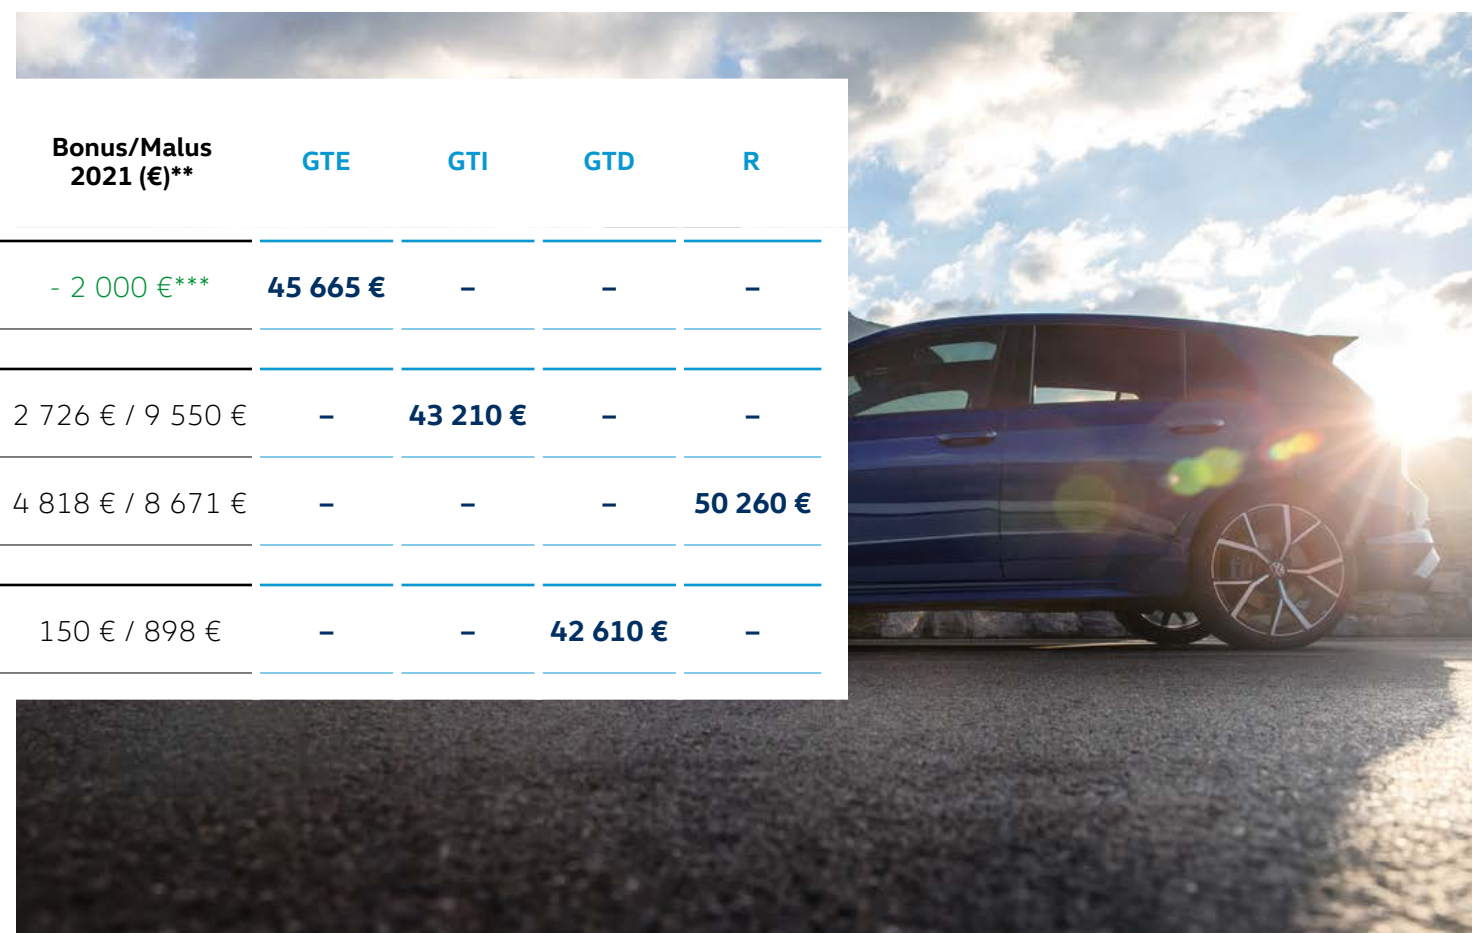 Bonus/Malus
2021 (€)** GTE GTI GTD R
- 2 000 €*** 45 665 € – – –
2 726 € / 9 550 € – 43 210 € – –
4 818 € / 8 671 € – – – 50 260 €
150 € / 898 € – – 42 610 € –